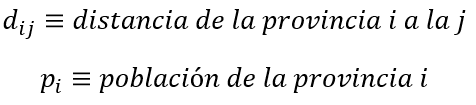 d_{ij} ≡ distancia de la provincia i a la j
p_i ≡ población de la provincia i